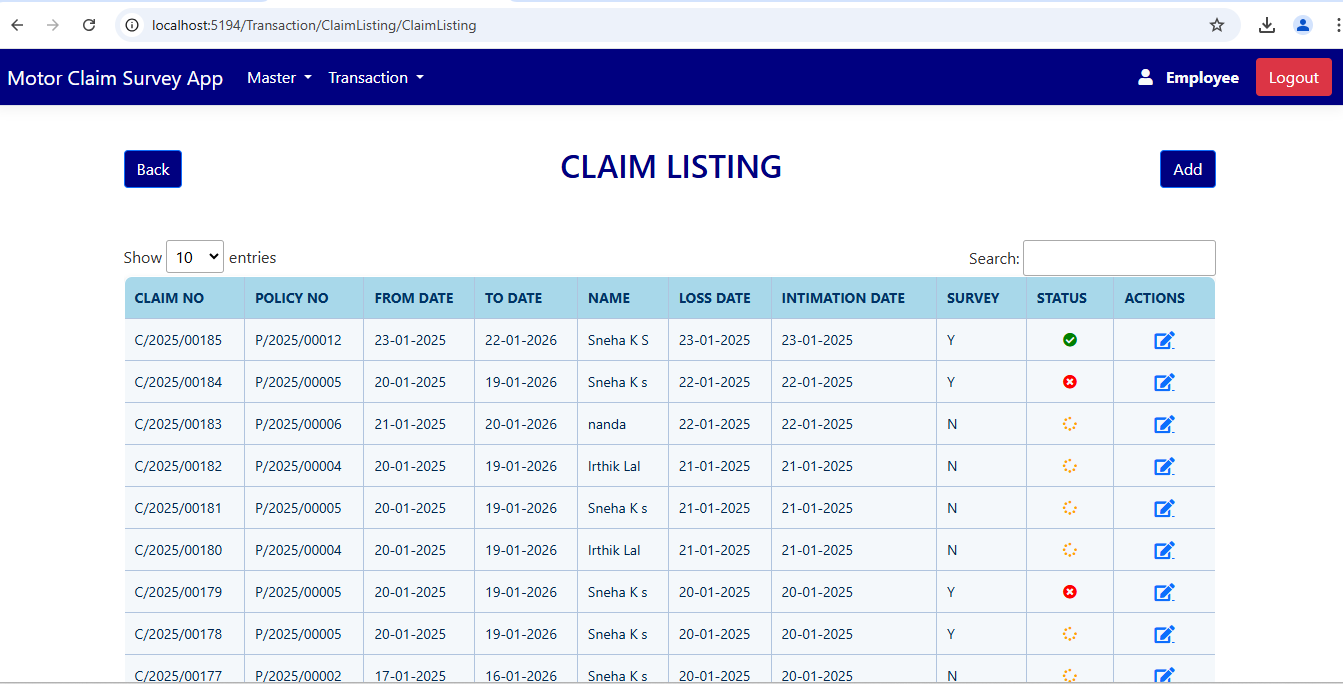 localhost:5194/Transaction/ClaimListing/ClaimListing
Motor Claim Survey App Master Transaction Employee Logout
Back CLAIM LISTING Add
Show 10 entries Search:
CLAIM NO POLICY NO FROM DATE TO DATE NAME LOSS DATE INTIMATION DATE SURVEY STATUS ACTIONS
C/2025/00185 P/2025/00012 23-01-2025 22-01-2026 Sneha K S 23-01-2025 23-01-2025 Y
C/2025/00184 P/2025/00005 20-01-2025 19-01-2026 Sneha K s 22-01-2025 22-01-2025 Y
C/2025/00183 P/2025/00006 21-01-2025 20-01-2026 nanda 22-01-2025 22-01-2025 N
C/2025/00182 P/2025/00004 20-01-2025 19-01-2026 Irthik Lal 21-01-2025 21-01-2025 N
C/2025/00181 P/2025/00005 20-01-2025 19-01-2026 Sneha K s 21-01-2025 21-01-2025 N
C/2025/00180 P/2025/00004 20-01-2025 19-01-2026 Irthik Lal 21-01-2025 21-01-2025 N
C/2025/00179 P/2025/00005 20-01-2025 19-01-2026 Sneha K s 20-01-2025 20-01-2025 Y
C/2025/00178 P/2025/00005 20-01-2025 19-01-2026 Sneha K s 20-01-2025 20-01-2025 Y
C/2025/00177 P/2025/00002 17-01-2025 16-01-2026 Sneha K s 20-01-2025 20-01-2025 N